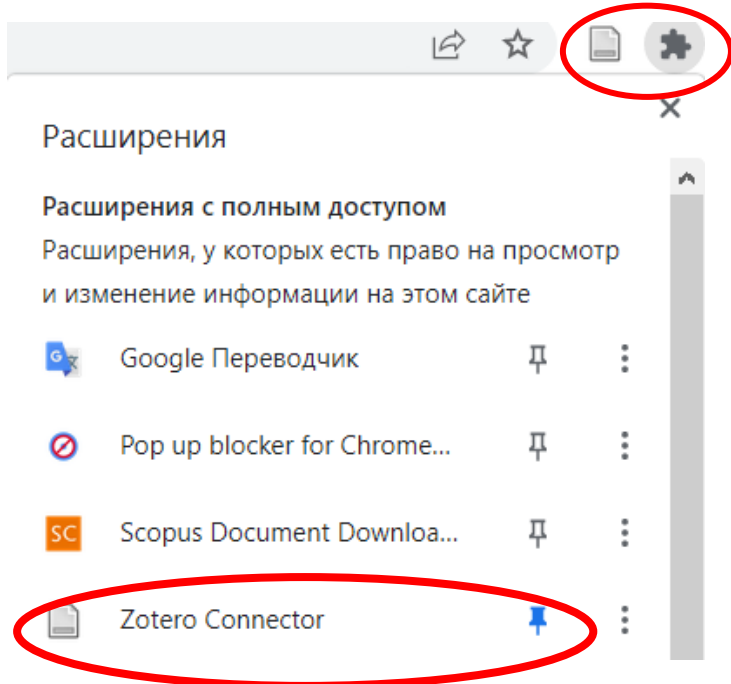 Расширения
Расширения с полным доступом
Расширения, у которых есть право на просмотр
и изменение информации на этом сайте
Google Переводчик
Pop up blocker for Chrome...
SC Scopus Document Downloa...
Zotero Connector